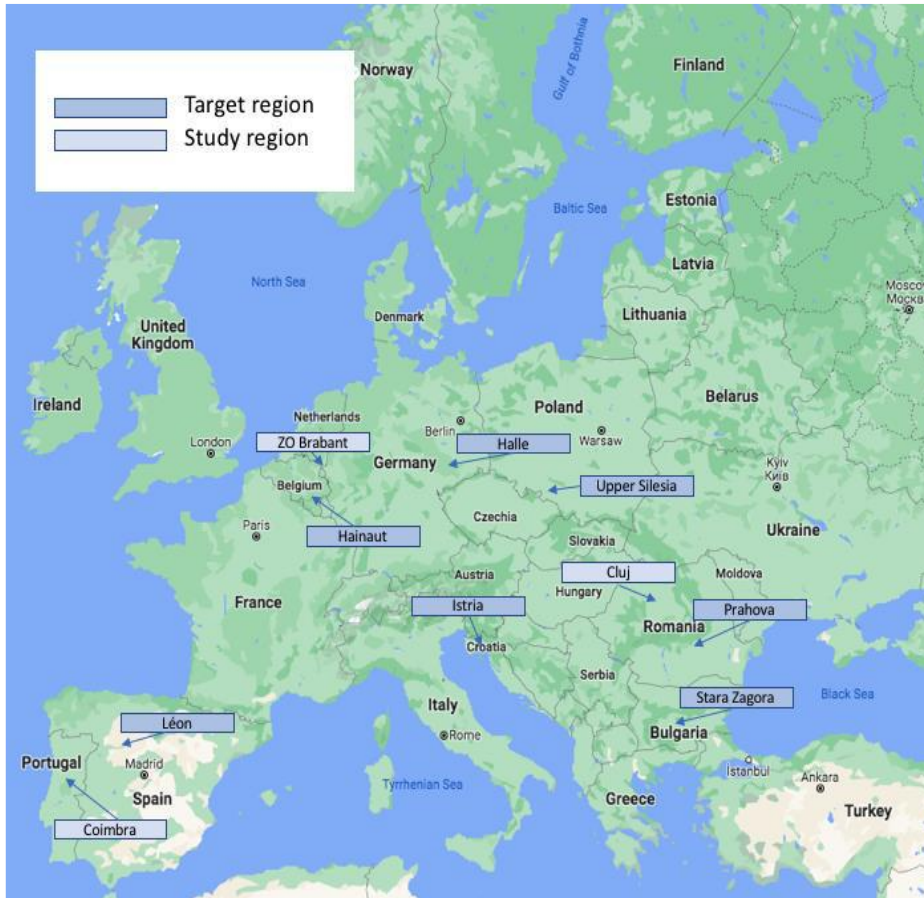 Target region
Study region
Norway
Finland
Gulf of Bothnia
Estonia
Baltic Sea
Latvia
North Sea
Moscow
Москва
Denmark
Lithuania
United
Kingdom
Ireland
Belarus
Netherlands
Poland
Berlin
Warsaw
London
ZO Brabant
Halle
Germany
Kyiv
Київ
Belgium
Upper Silesia
Czechia
Paris
Hainaut
Ukraine
Slovakia
Cluj
Austria
Moldova
Hungary
France
Istria
Prahova
Romania
Croatia
Serbia
Stara Zagora
Black Sea
Italy
Léon
Bulgaria
Rome
Portugal
Madrid
İstanbul
Tyrrhenian Sea
Ankara
Spain
Greece
Turkey
Coimbra